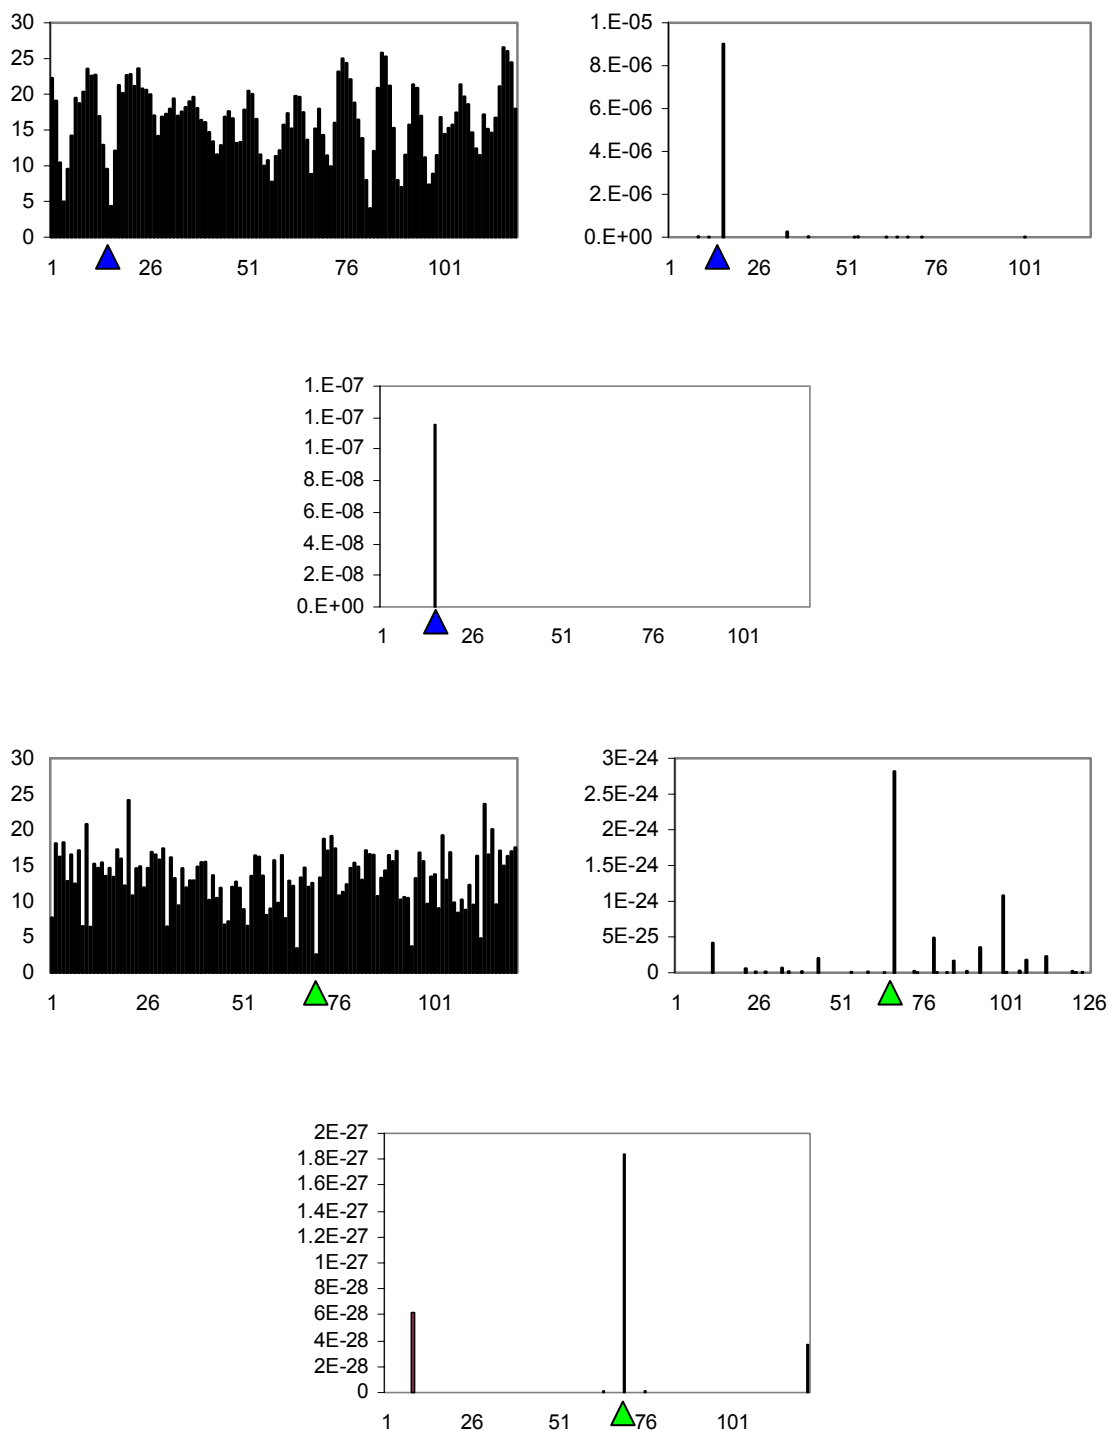 30
25
20
15
10
5
0
1 26 51 76 101
1.E-05
8.E-06
6.E-06
4.E-06
2.E-06
0.E+00
1 26 51 76 101
1.E-07
1.E-07
1.E-07
8.E-08
6.E-08
4.E-08
2.E-08
0.E+00
1 26 51 76 101
30
25
20
15
10
5
0
1 26 51 76 101
3E-24
2.5E-24
2E-24
1.5E-24
1E-24
5E-25
0
1 26 51 76 101 126
2E-27
1.8E-27
1.6E-27
1.4E-27
1.2E-27
1E-27
8E-28
6E-28
4E-28
2E-28
0
1 26 51 76 101